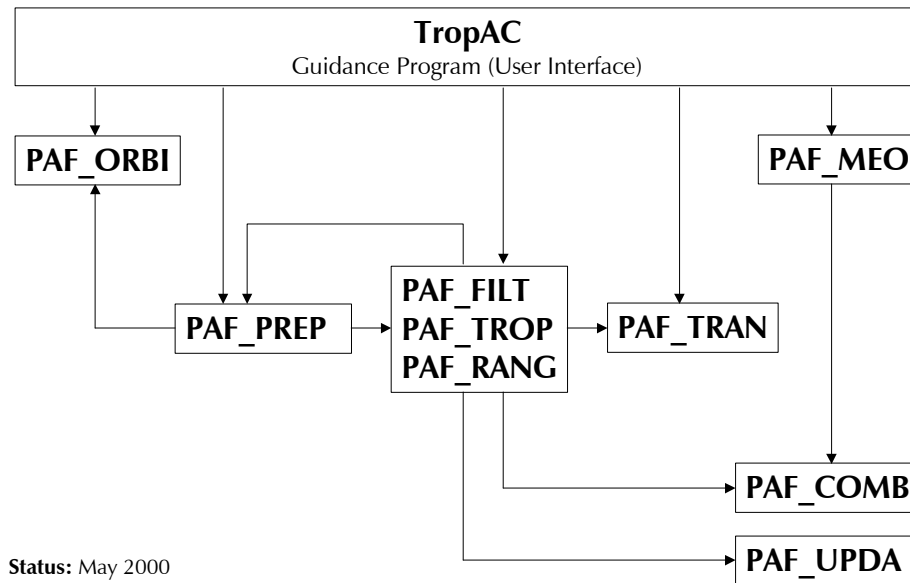 TropAC
Guidance Program (User Interface)
PAF_ORBI
PAF_MEO
PAF_PREP
PAF_FILT
PAF_TROP
PAF_RANG
PAF_TRAN
PAF_COMB
PAF_UPDA
Status: May 2000